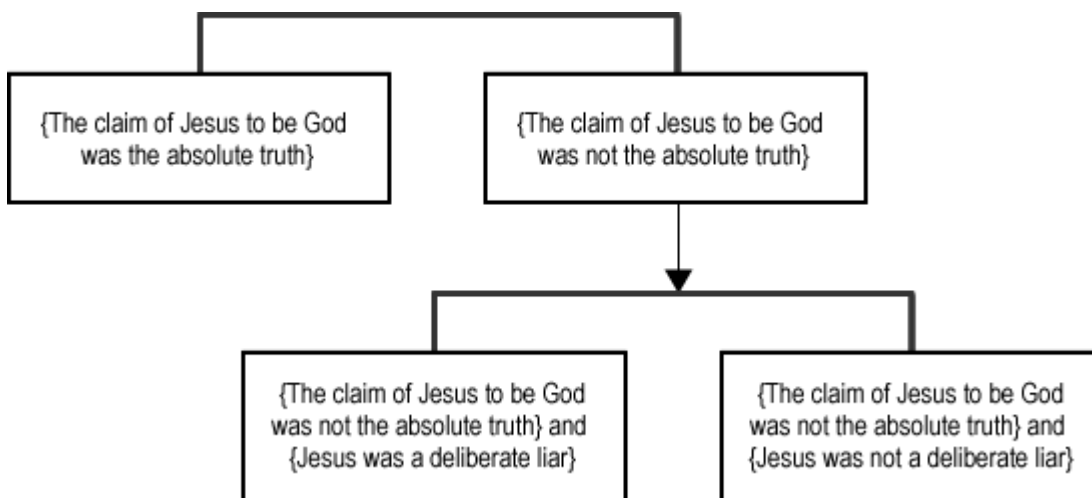 {The claim of Jesus to be God
was the absolute truth}
{The claim of Jesus to be God
was not the absolute truth}
{The claim of Jesus to be God
was not the absolute truth} and
{Jesus was a deliberate liar}
{The claim of Jesus to be God
was not the absolute truth} and
{Jesus was not a deliberate liar}